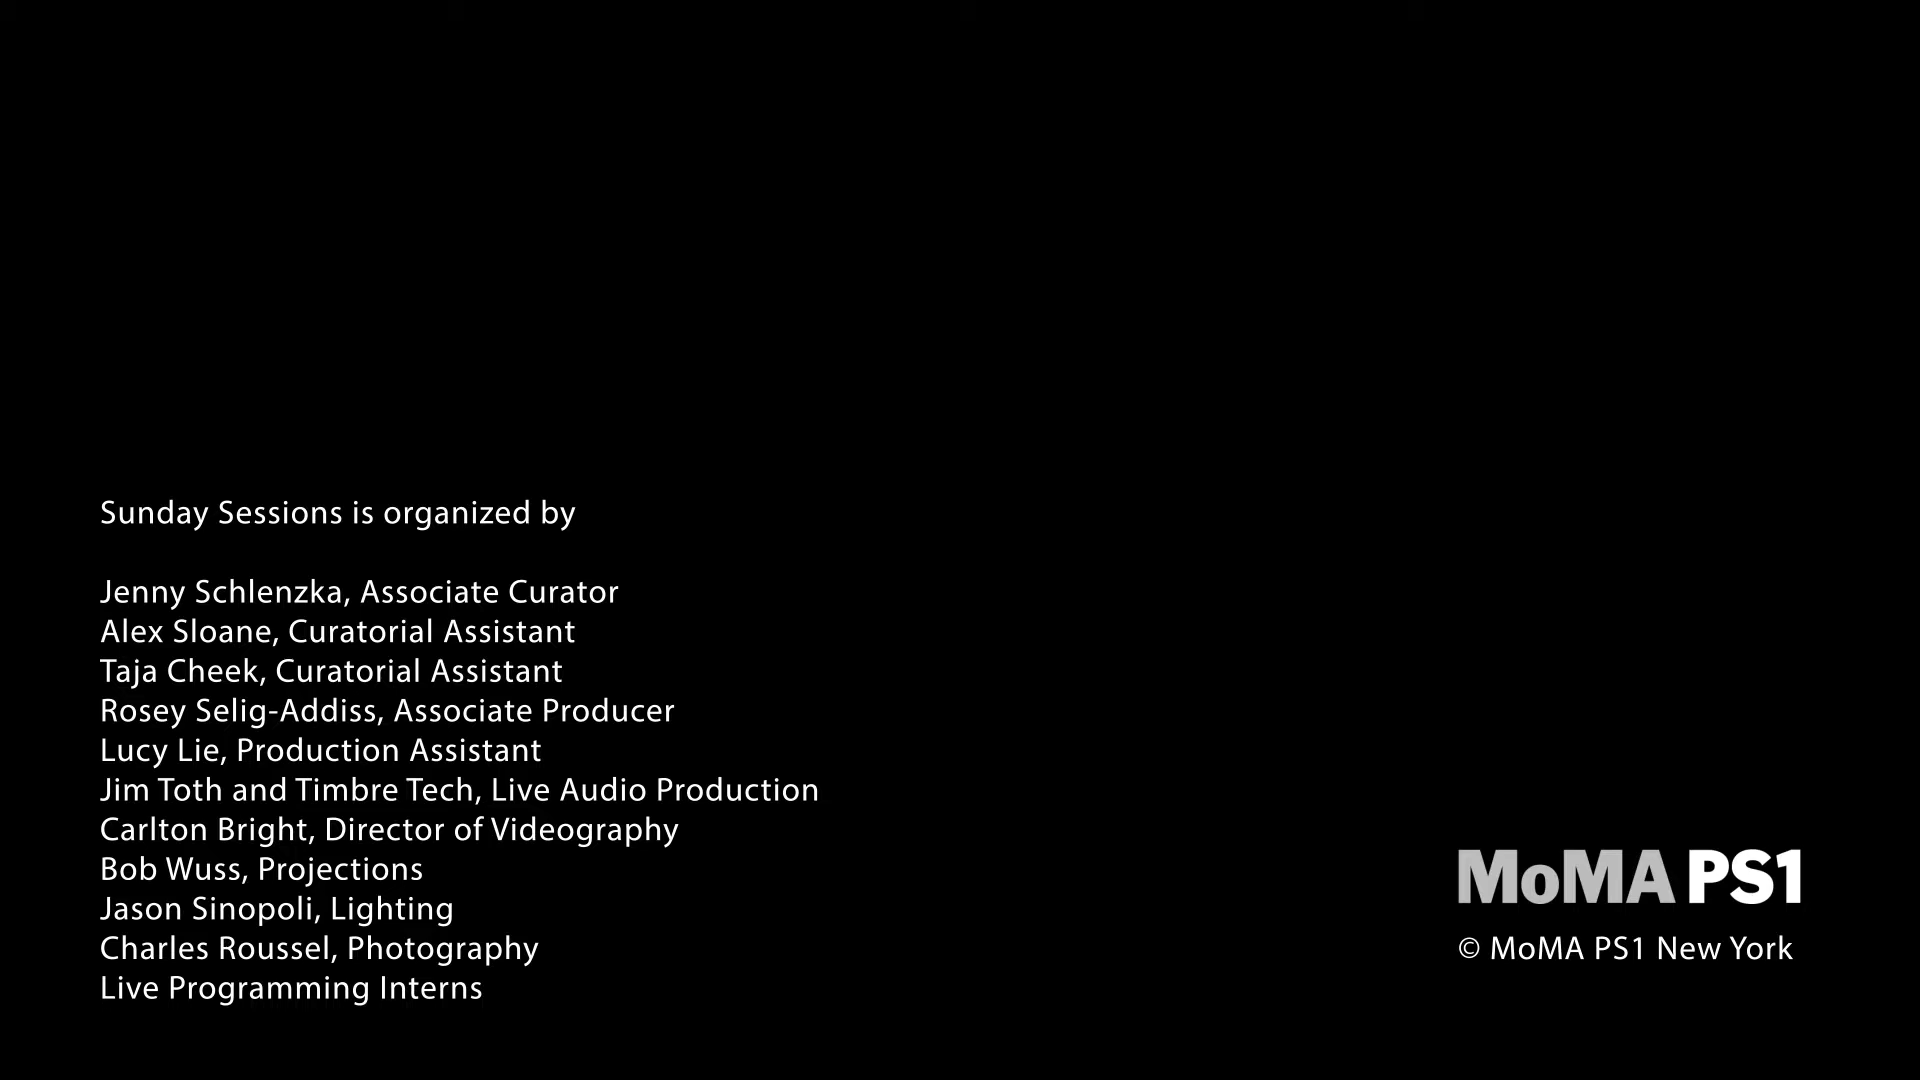 Sunday Sessions is organized by
Jenny Schlenzka, Associate Curator
Alex Sloane, Curatorial Assistant
Taja Cheek, Curatorial Assistant
Rosey Selig-Addiss, Associate Producer
Lucy Lie, Production Assistant
Jim Toth and Timbre Tech, Live Audio Production
Carlton Bright, Director of Videography
Bob Wuss, Projections
Jason Sinopoli, Lighting
Charles Roussel, Photography
Live Programming Interns
MoMA PS1
© MoMA PS1 New York